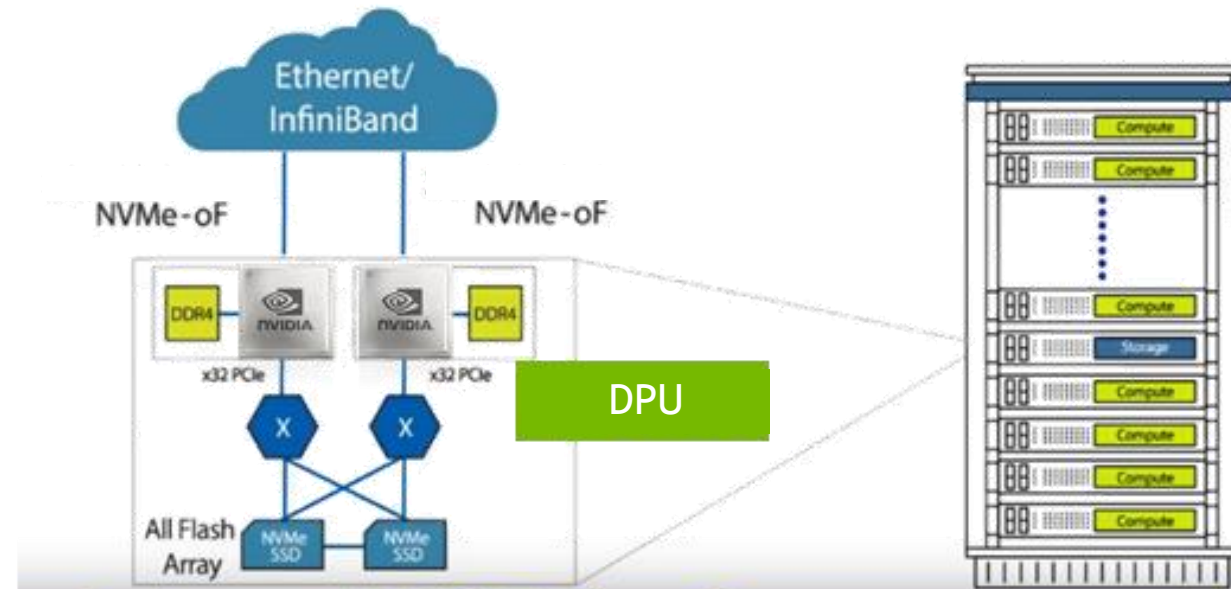 Ethernet/
InfiniBand
NVMe-oF
NVMe-oF
DDR4
NVIDIA
NVIDIA
DDR4
x32 PCIe
x32 PCIe
DPU
X
X
All Flash
Array
NVMe
SSD
NVMe
SSD
Compute
Compute
Compute
Storage
Compute
Compute
Compute
Compute